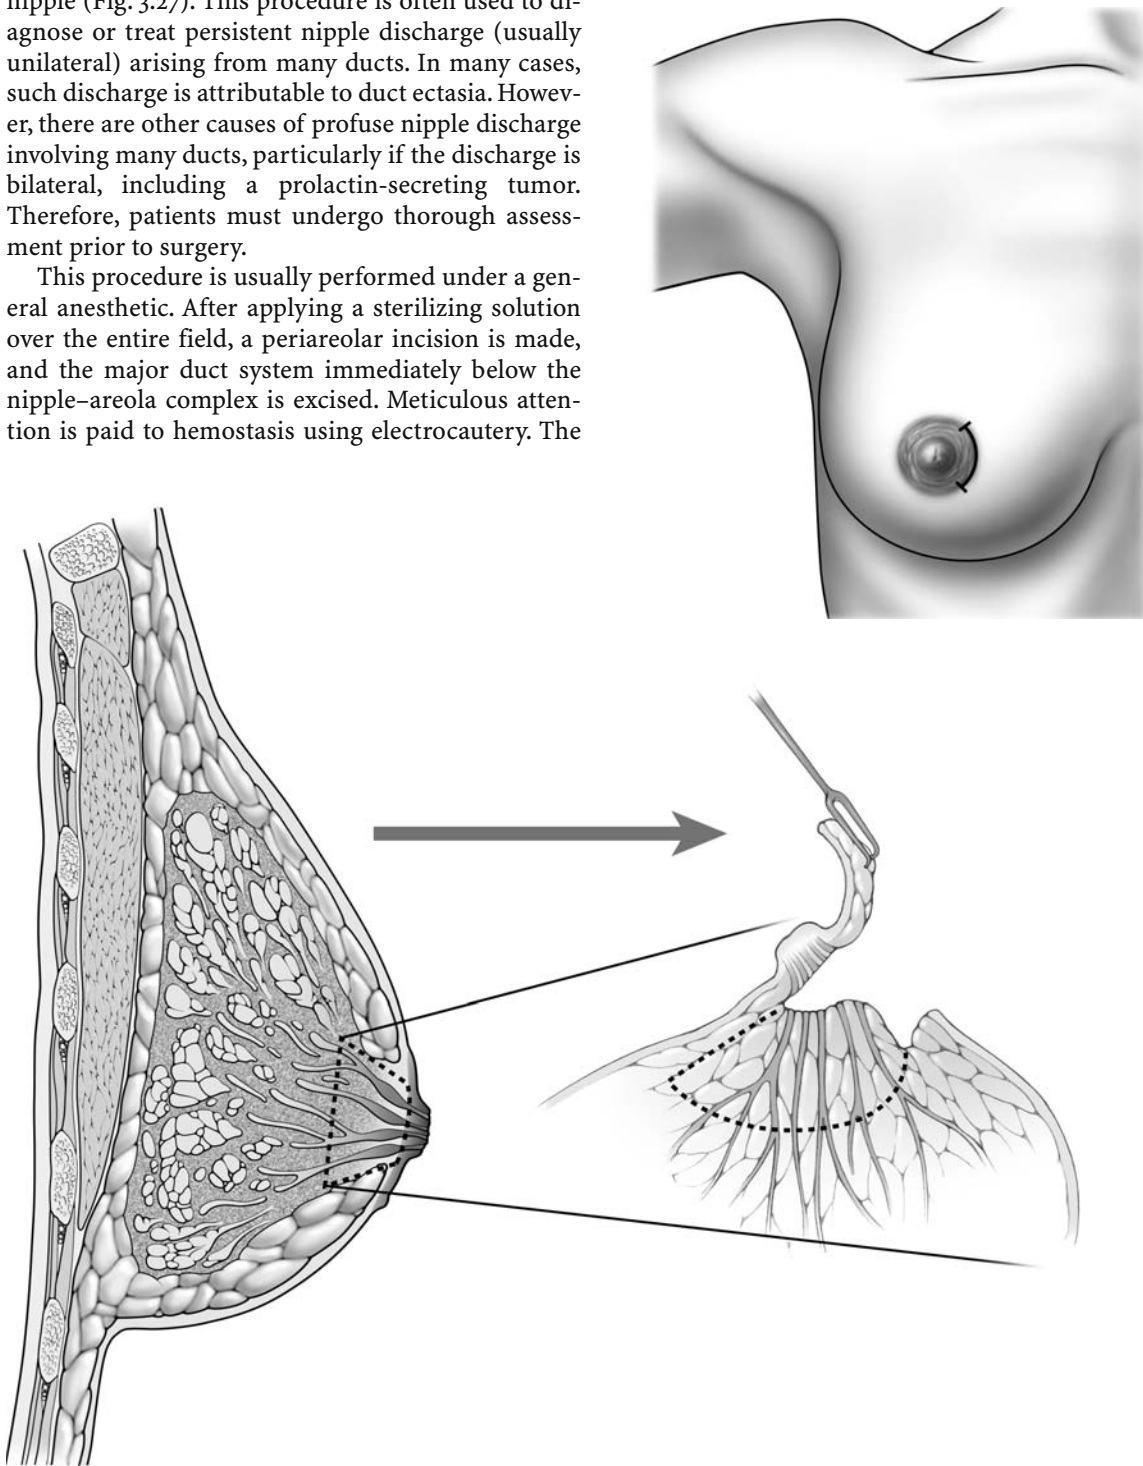 nipple (Fig. 3.27). This procedure is often used to di-
agnose or treat persistent nipple discharge (usually
unilateral) arising from many ducts. In many cases,
such discharge is attributable to duct ectasia. Howev-
er, there are other causes of profuse nipple discharge
involving many ducts, particularly if the discharge is
bilateral, including a prolactin-secreting tumor.
Therefore, patients must undergo thorough assess-
ment prior to surgery.
This procedure is usually performed under a gen-
eral anesthetic. After applying a sterilizing solution
over the entire field, a periareolar incision is made,
and the major duct system immediately below the
nipple–areola complex is excised. Meticulous atten-
tion is paid to hemostasis using electrocautery. The